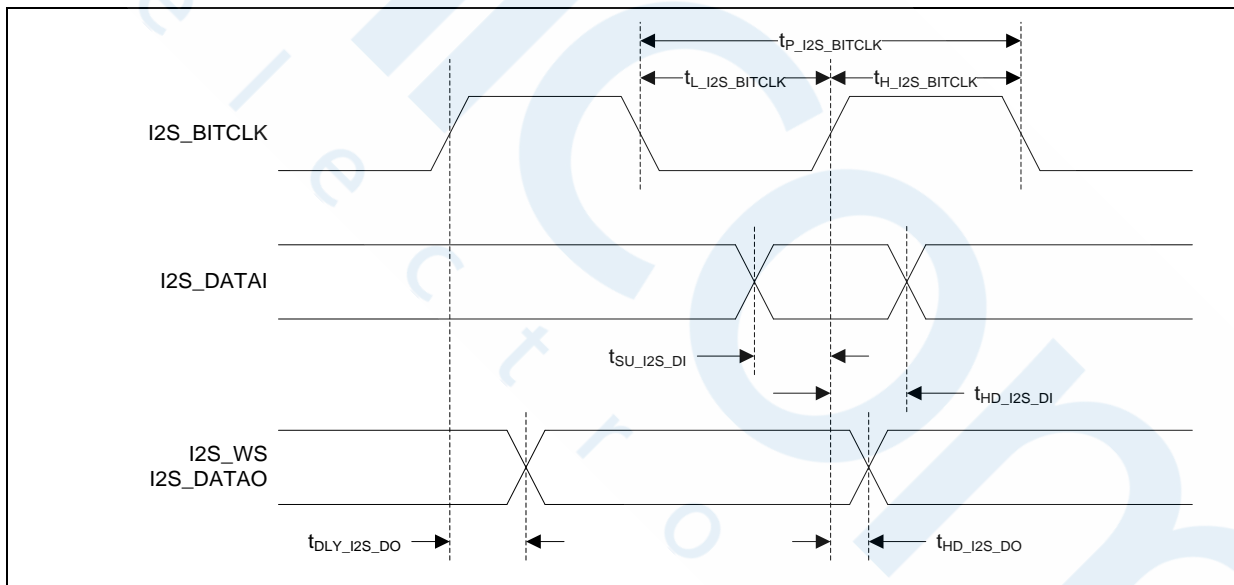 tP_I2S_BITCLK
tL_I2S_BITCLK
tH_I2S_BITCLK
I2S_BITCLK
I2S_DATAI
tSU_I2S_DI
tHD_I2S_DI
I2S_WS
I2S_DATAO
tDLY_I2S_DO
tHD_I2S_DO